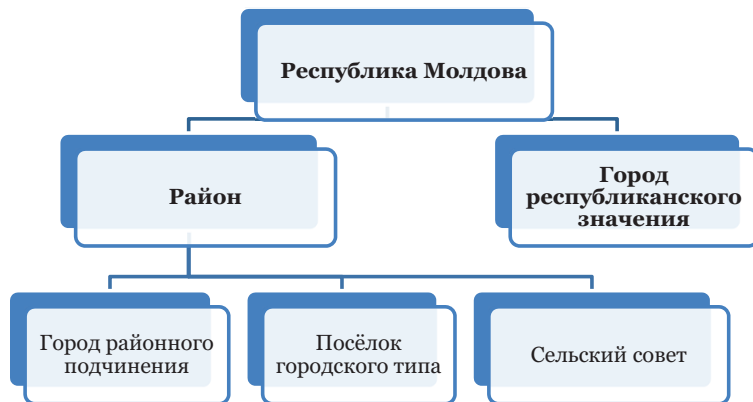 Республика Молдова
Район
Город
республиканского
значения
Город районного
подчинения
Посёлок
городского типа
Сельский совет